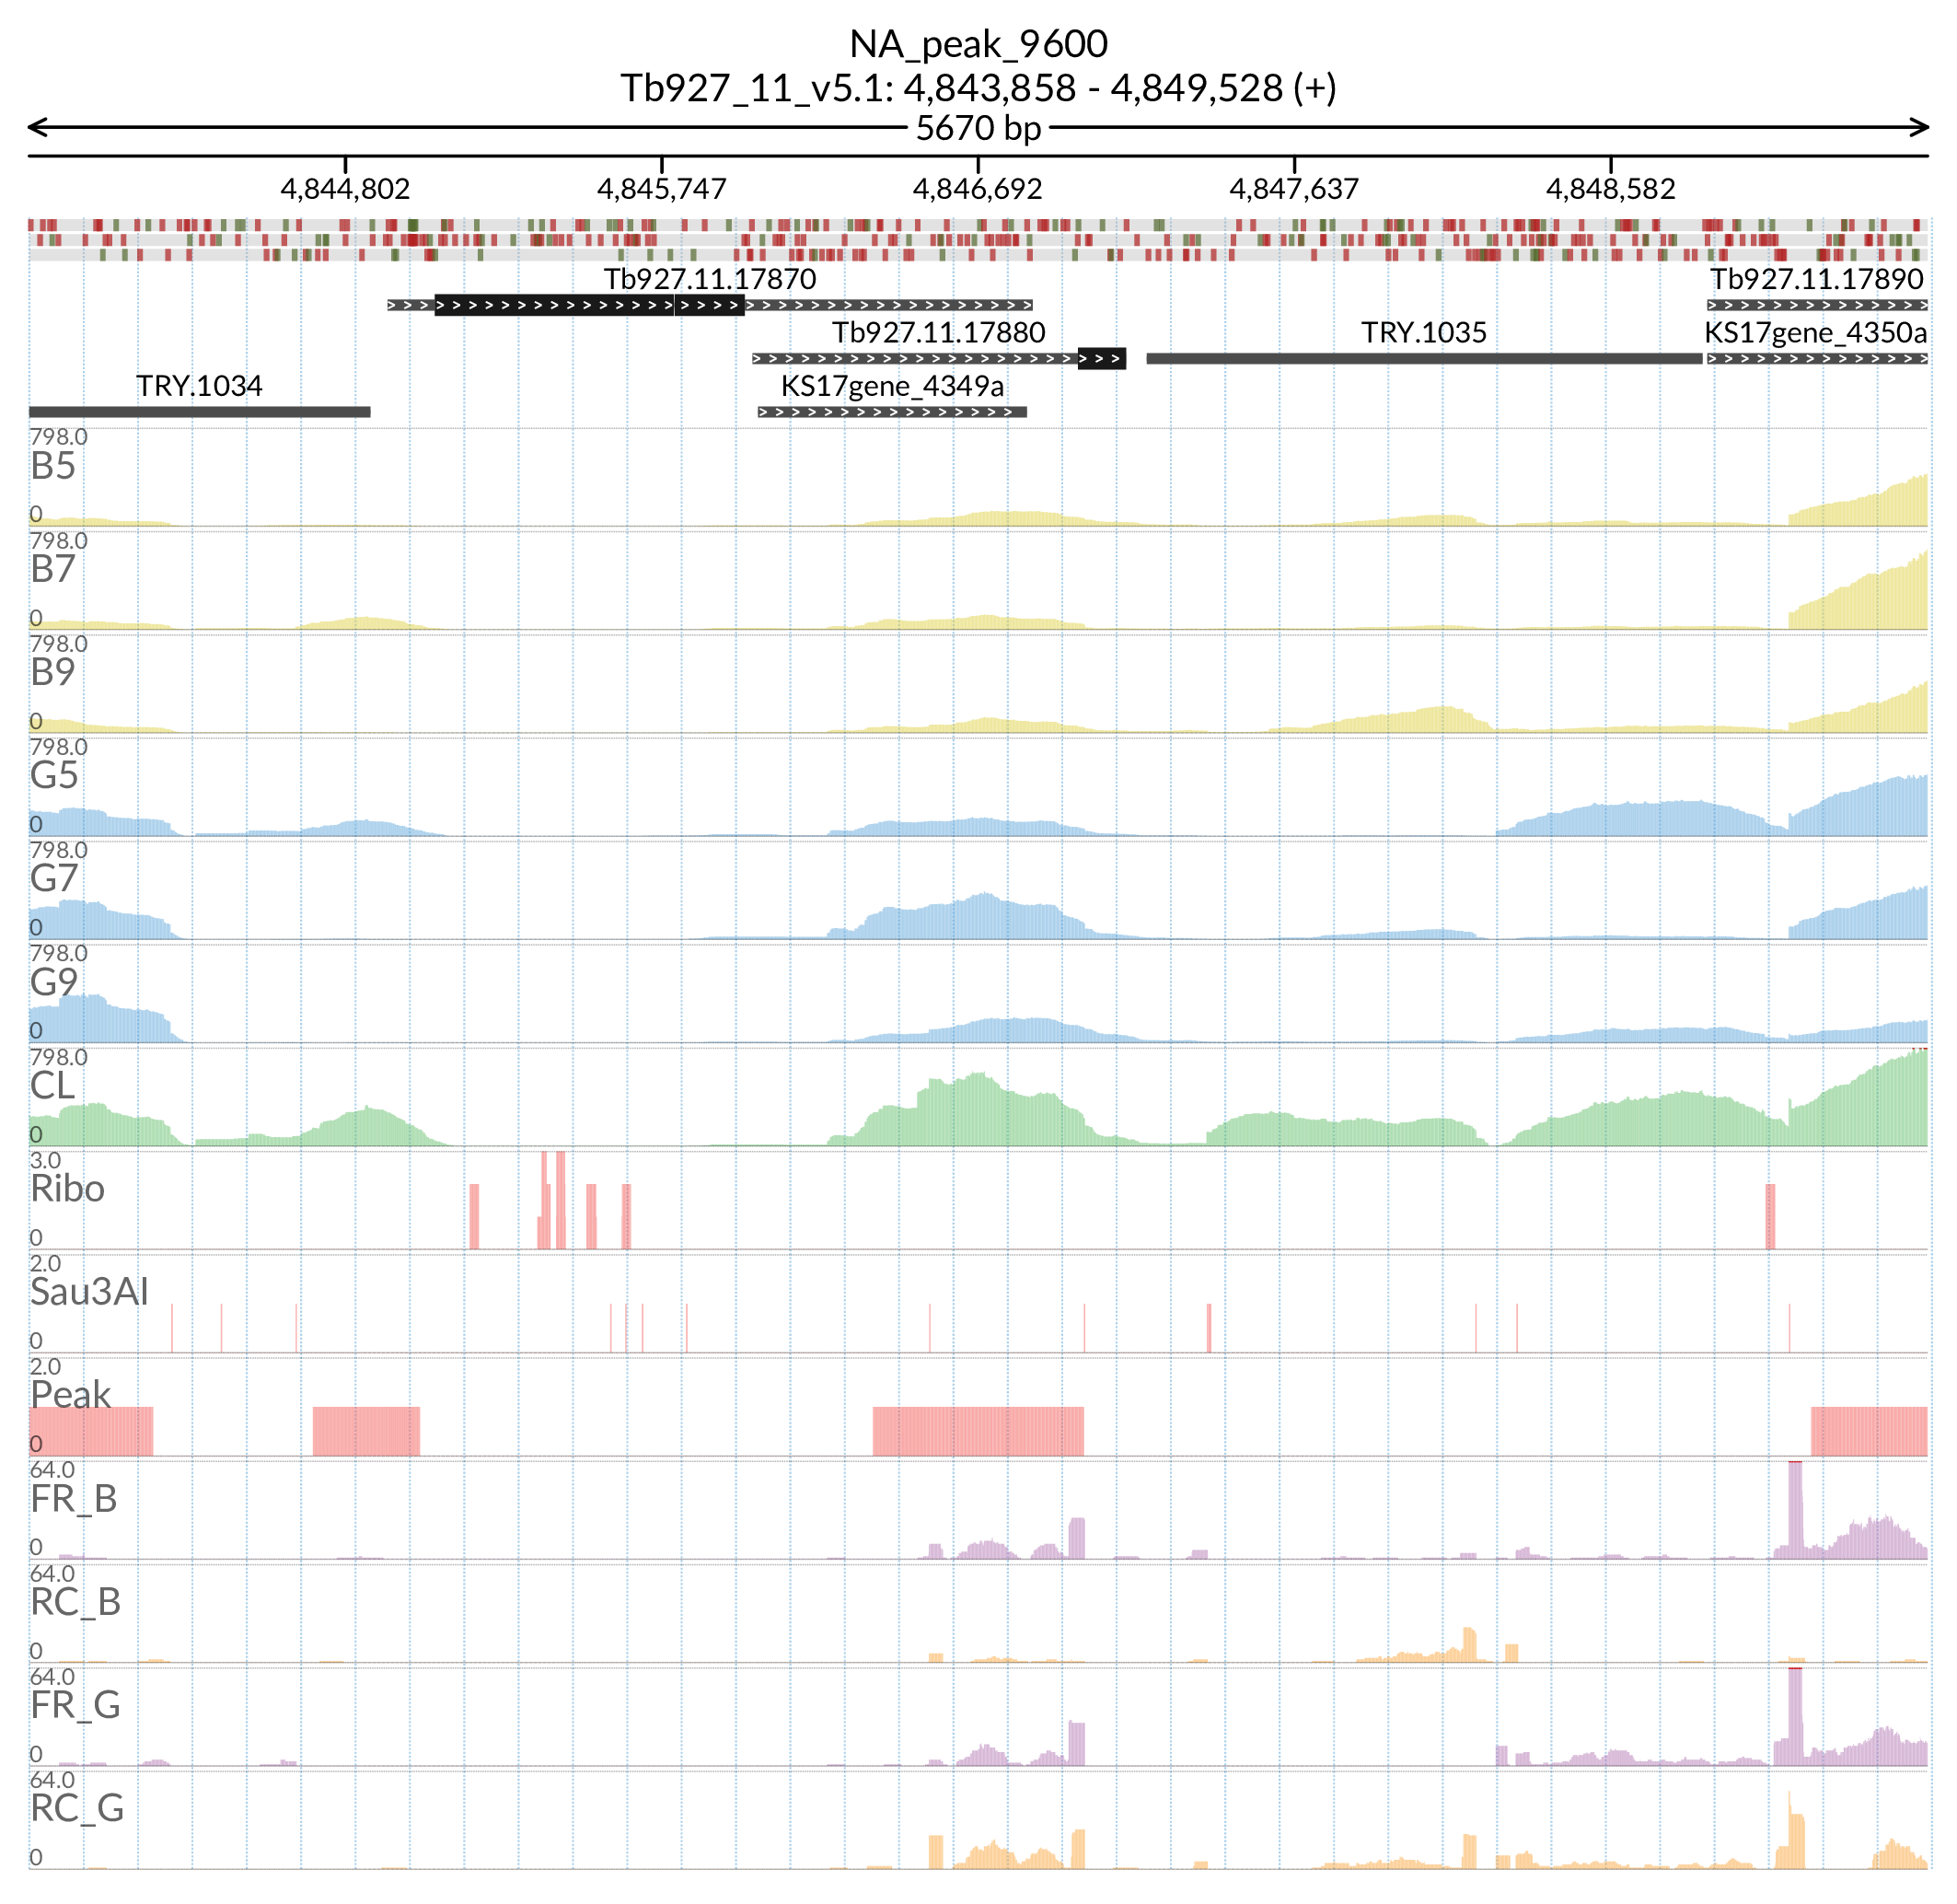 NA_peak_9600
Tb927_11_v5.1: 4,843,858 - 4,849,528 (+)
5670 bp
4,844,802 4,845,747 4,846,692 4,847,637 4,848,582
Tb927.11.17870 Tb927.11.17890
Tb927.11.17880 TRY.1035 KS17gene_4350a
TRY.1034 KS17gene_4349a
798.0
B5
0
798.0
B7
0
798.0
B9
0
798.0
G5
0
798.0
G7
0
798.0
G9
0
798.0
CL
0
3.0
Ribo
0
2.0
Sau3AI
0
2.0
Peak
0
64.0
FR_B
0
64.0
RC_B
0
64.0
FR_G
0
64.0
RC_G
0